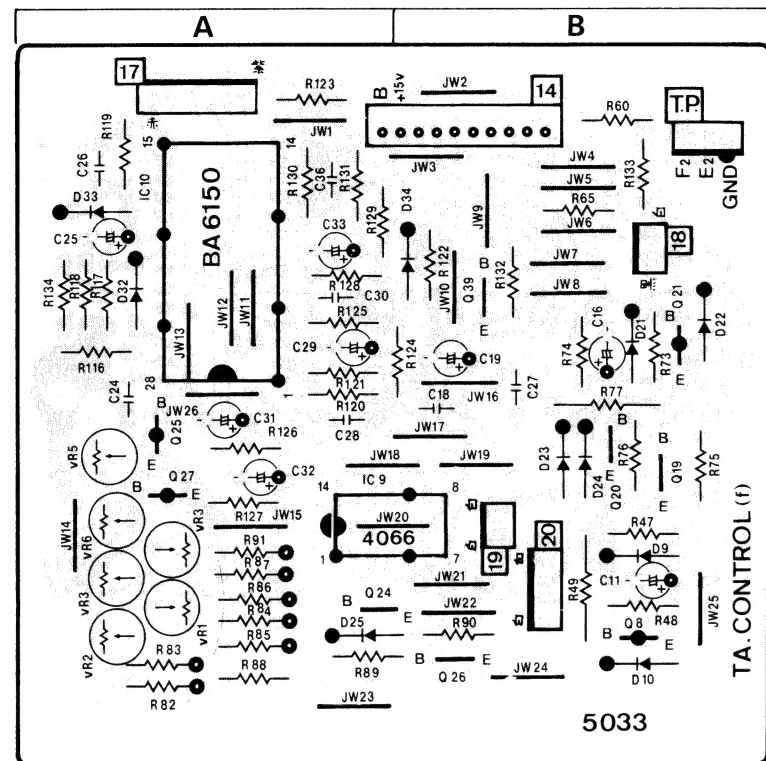 A
B
17
赤
R123
B
+15v
JW2
14
R60
T.P
F2
E2
GND
R119
C26
15
14
IC10
BA 6150
JW1
JW3
R130
C36
R131
R129
D34
JW4
JW5
R65
JW6
R133
D33
C25
C33
R128
C30
R122
JW9
JW10
B
Q39
E
R132
JW7
JW8
18
R134
R118
R117
D32
JW13
JW12
JW11
R125
C29
R124
C19
R74
C16
D21
R73
B
Q21
E
D22
R116
C24
28
R121
R120
C28
C18
JW16
C27
R77
JW26
B
Q25
E
C31
R126
JW17
D23
D24
B
Q20
E
R76
B
Q19
E
R75
vR5
B
Q27
E
C32
JW18
JW19
R127
JW15
14
IC9
8
JW20
4066
1
7
19
20
R47
D9
C11
R48
R49
JW14
vR6
vR3
vR3
vR1
vR2
R91
R87
R86
R84
R85
R88
R83
R82
JW21
B
Q24
E
JW22
R90
D25
R89
B
Q26
E
JW24
JW23
B
Q8
E
D10
JW25
TA. CONTROL (f)
5033